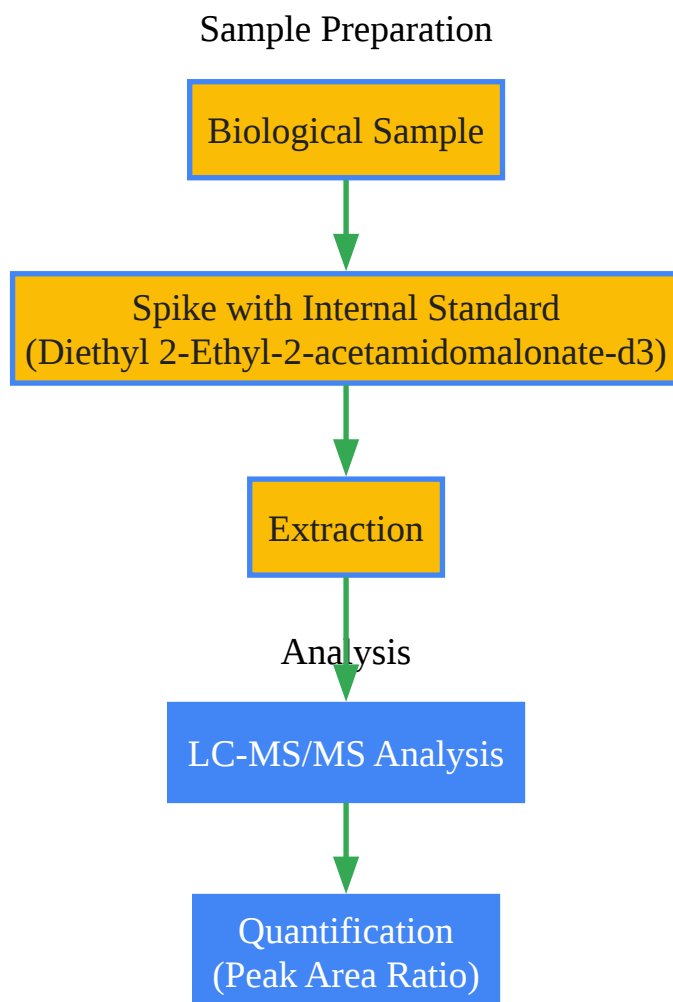 Sample Preparation
Biological Sample
Spike with Internal Standard
(Diethyl 2-Ethyl-2-acetamidomalonate-d3)
Extraction
Analysis
LC-MS/MS Analysis
Quantification
(Peak Area Ratio)